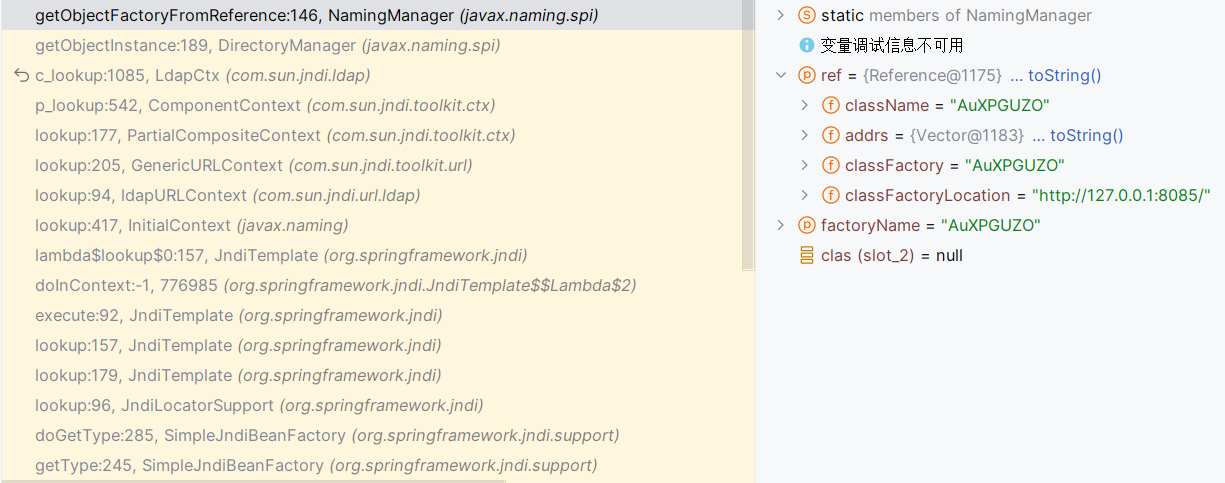 getObjectFactoryFromReference:146, NamingManager (javax.naming.spi)
getObjectInstance:189, DirectoryManager (javax.naming.spi)
c_lookup:1085, LdapCtx (com.sun.jndi.ldap)
p_lookup:542, ComponentContext (com.sun.jndi.toolkit.ctx)
lookup:177, PartialCompositeContext (com.sun.jndi.toolkit.ctx)
lookup:205, GenericURLContext (com.sun.jndi.toolkit.url)
lookup:94, ldapURLContext (com.sun.jndi.url.ldap)
lookup:417, InitialContext (javax.naming)
lambda$lookup$0:157, JndiTemplate (org.springframework.jndi)
doInContext:-1, 776985 (org.springframework.jndi.JndiTemplate$$Lambda$2)
execute:92, JndiTemplate (org.springframework.jndi)
lookup:157, JndiTemplate (org.springframework.jndi)
lookup:179, JndiTemplate (org.springframework.jndi)
lookup:96, JndiLocatorSupport (org.springframework.jndi)
doGetType:285, SimpleJndiBeanFactory (org.springframework.jndi.support)
getType:245, SimpleJndiBeanFactory (org.springframework.jndi.support)
S static members of NamingManager
变量调试信息不可用
p ref = {Reference@1175} ... toString()
f className = "AuXPGUZO"
f addrs = {Vector@1183} ... toString()
f classFactory = "AuXPGUZO"
f classFactoryLocation = "http://127.0.0.1:8085/"
p factoryName = "AuXPGUZO"
clas (slot_2) = null